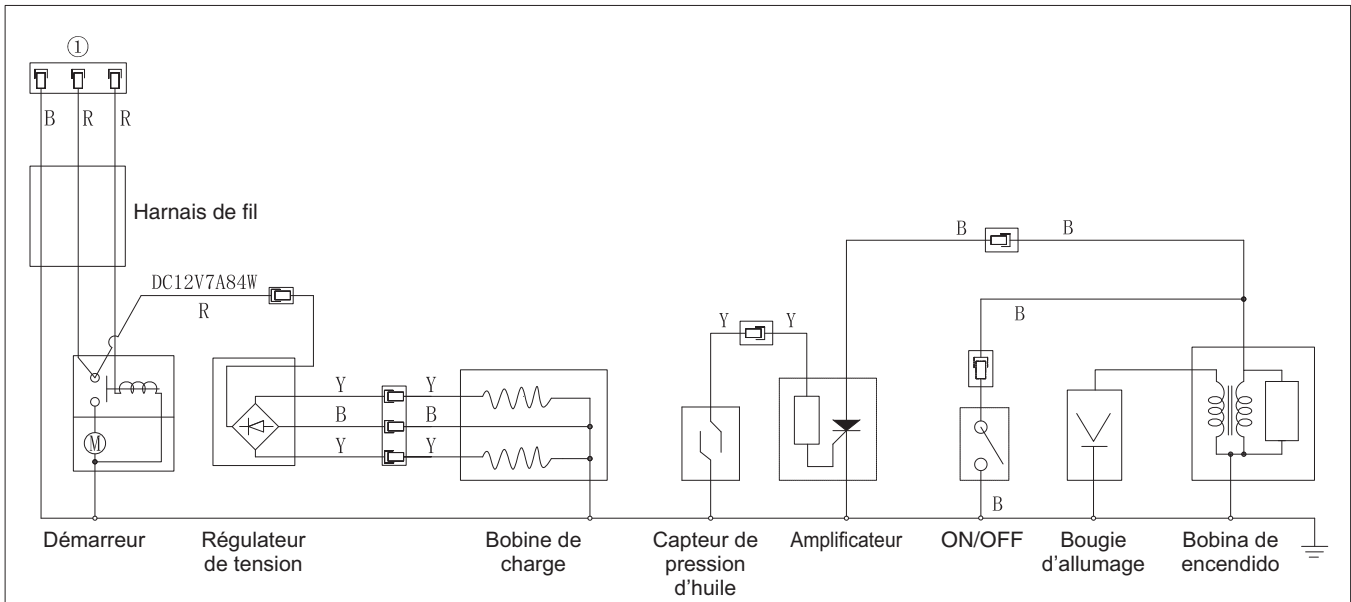 ①
B R R
Harnais de fil
DC12V7A84W
R
B B
B
Y Y
Y Y
B B
Y Y
M
B
Démarreur
Régulateur
de tension
Bobine de
charge
Capteur de
pression
d'huile
Amplificateur
ON/OFF
Bougie
d'allumage
Bobina de
encendido